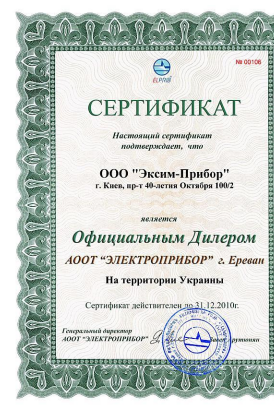 № 00106
СЕРТИФИКАТ
Настоящий сертификат
подтверждает, что
ООО "Эксим-Прибор"
г. Киев, пр-т 40-летия Октября 100/2
является
Официальным Дилером
АООТ “ЭЛЕКТРОПРИБОР” г. Ереван
На территории Украины
Сертификат действителен до 31.12.2010г.
Генеральный директор
АООТ “ЭЛЕКТРОПРИБОР”